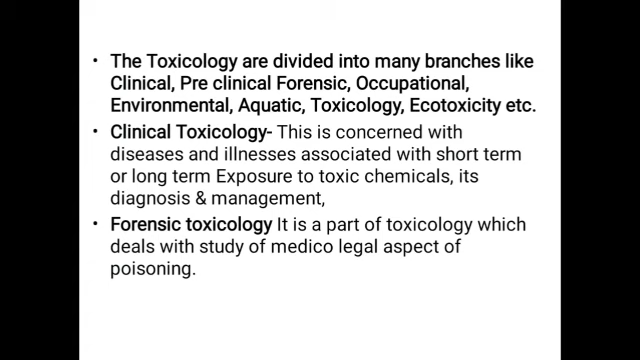 • The Toxicology are divided into many branches like
Clinical, Pre clinical Forensic, Occupational,
Environmental, Aquatic, Toxicology, Ecotoxicity etc.
• Clinical Toxicology- This is concerned with
diseases and illnesses associated with short term
or long term Exposure to toxic chemicals, its
diagnosis & management,
• Forensic toxicology It is a part of toxicology which
deals with study of medico legal aspect of
poisoning.